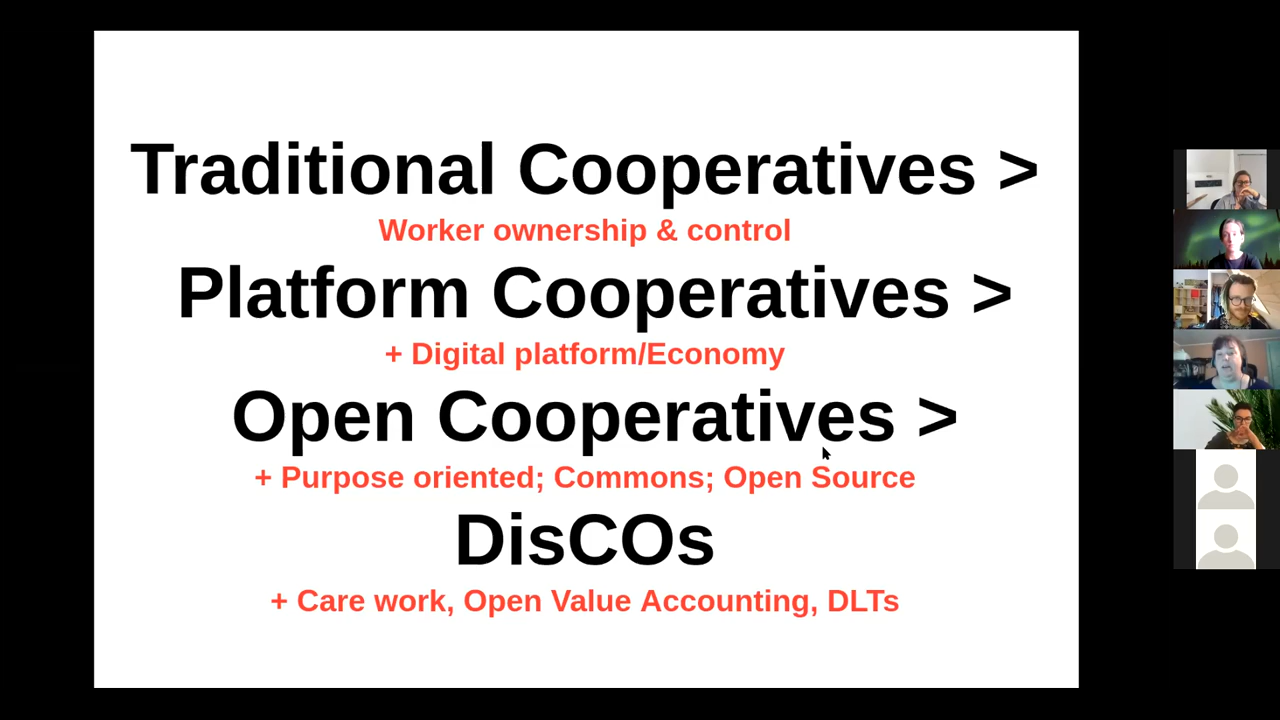 Traditional Cooperatives >
Worker ownership & control
Platform Cooperatives >
+ Digital platform/Economy
Open Cooperatives >
+ Purpose oriented; Commons; Open Source
DisCOs
+ Care work, Open Value Accounting, DLTs